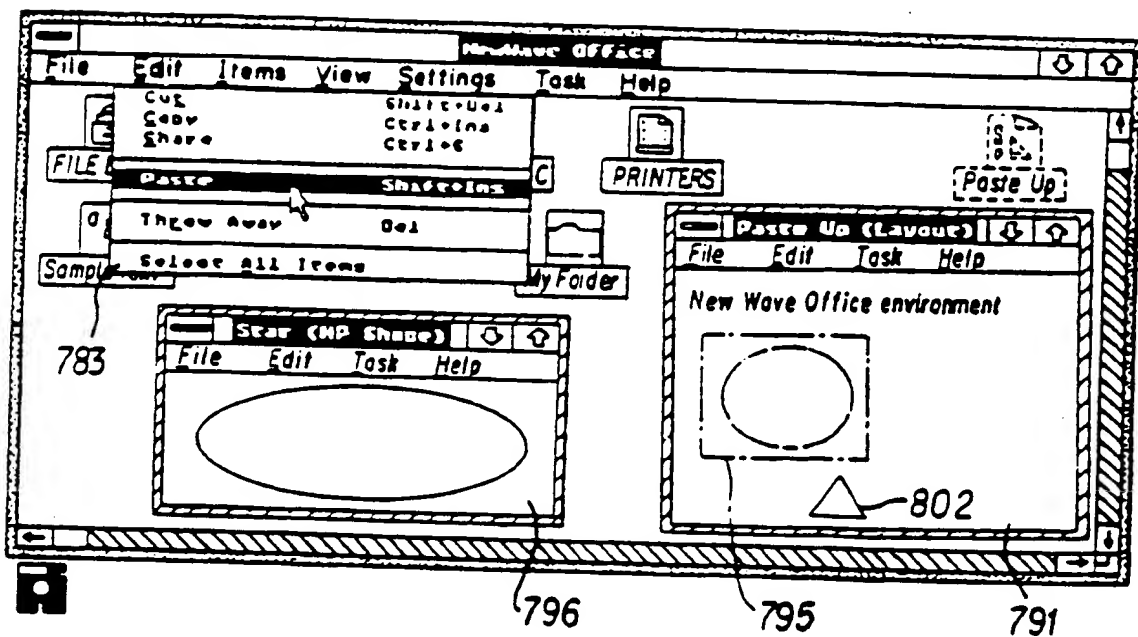 NewWave Office
File Edit Items View Settings Task Help
Cut Shift+Del
Copy Ctrl+Ins
Share Ctrl+S
FILE
C
PRINTERS
Paste Up
Paste Shift+Ins
Throw Away Del
Select All Items
Sampl
My Folder
Paste Up (Layout)
File Edit Task Help
New Wave Office environment
783
Star (HP Shape)
File Edit Task Help
802
796
795
791